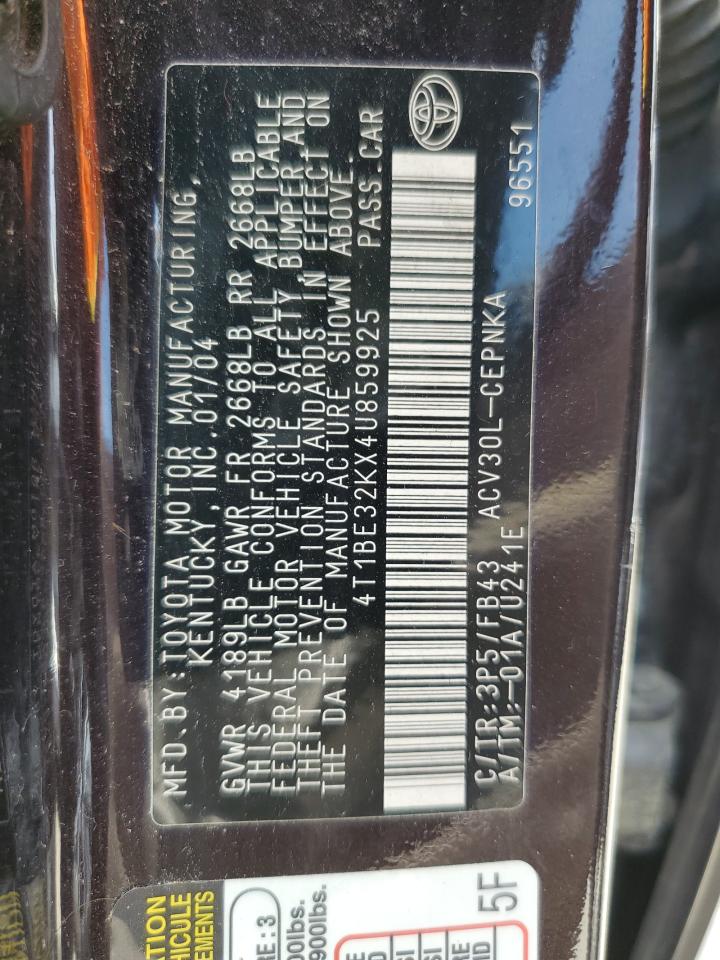 MFD.BY:TOYOTA MOTOR MANUFACTURING,
KENTUCKY,INC.01/04
GVWR 4189LB GAWR FR 2668LB RR 2668LB
THIS VEHICLE CONFORMS TO ALL APPLICABLE
FEDERAL MOTOR VEHICLE SAFETY, BUMPER AND
THEFT PREVENTION STANDARDS IN EFFECT ON
THE DATE OF MANUFACTURE SHOWN ABOVE.
4T1BE32KX4U859925 PASS.CAR
C/TR:3P5/FB43 ACV30L-CEPNKA
A/TM:-01A/U241E 96551
5F